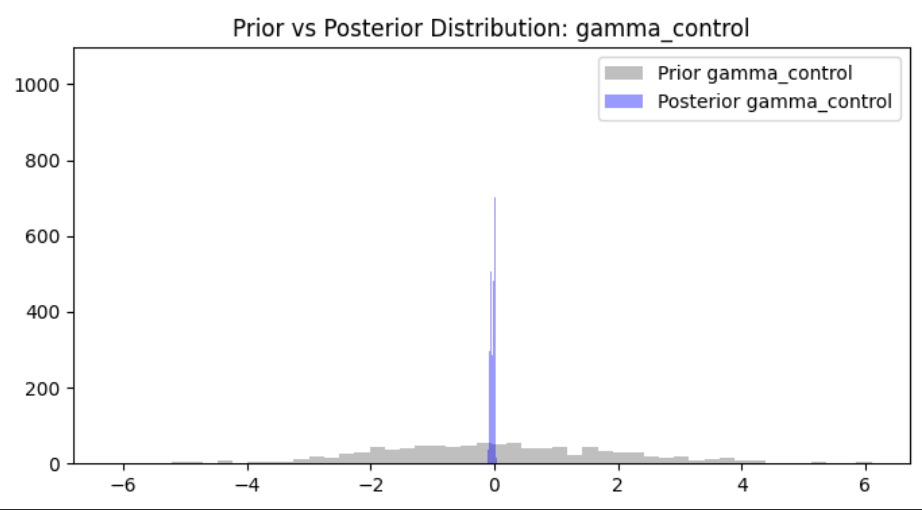 Prior vs Posterior Distribution: gamma_control
Prior gamma_control
Posterior gamma_control
1000
800
600
400
200
0
−6 −4 −2 0 2 4 6